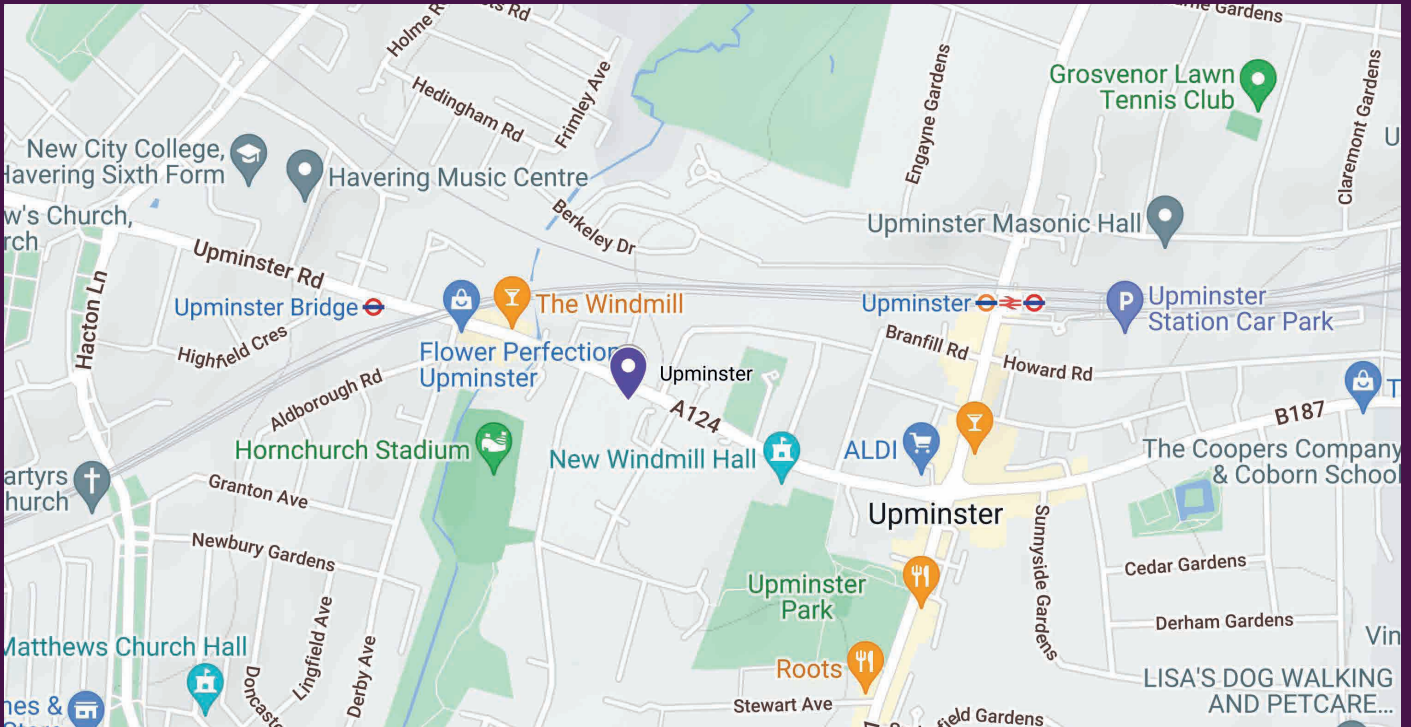 Holme
Rd
Gardens
Hedingham Rd
Frimley Ave
Engayne Gardens
Grosvenor Lawn
Tennis Club
Claremont Gardens
New City College,
Havering Sixth Form
Havering Music Centre
w's Church,
rch
Berkeley Dr
Upminster Masonic Hall
Upminster Rd
Hacton Ln
Upminster Bridge
The Windmill
Upminster
P
Upminster
Station Car Park
Highfield Cres
Flower Perfection
Upminster
Upminster
Branfill Rd
Howard Rd
Aldborough Rd
A124
B187
Hornchurch Stadium
New Windmill Hall
ALDI
The Coopers Company
& Coborn School
artyrs
hurch
Granton Ave
Upminster
Sunnyside Gardens
Newbury Gardens
Cedar Gardens
Upminster
Park
Derham Gardens
Lingfield Ave
Derby Ave
Matthews Church Hall
Vin
Roots
LISA'S DOG WALKING
AND PETCARE...
Stewart Ave
nes &
field Gardens